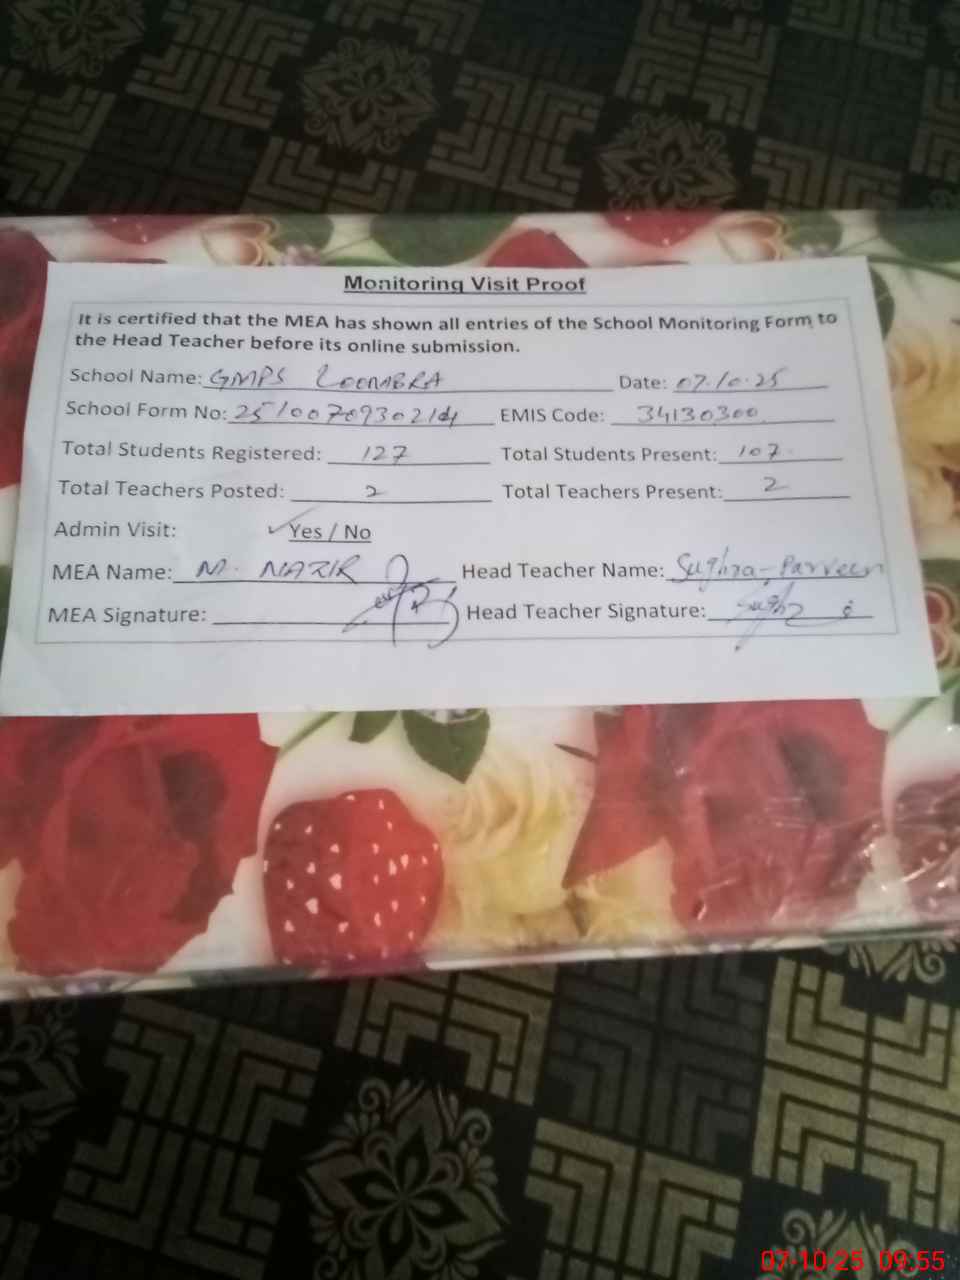 Monitoring Visit Proof
It is certified that the MEA has shown all entries of the School Monitoring Form to
the Head Teacher before its online submission.
School Name: GMPS Date: 07.10.25
School Form No: EMIS Code: 34130300
Total Students Registered: 127 Total Students Present: 107
Total Teachers Posted: 2 Total Teachers Present: 2
Admin Visit: ✓ Yes / No
MEA Name: M. NAZIR Head Teacher Name: Sughra-Parveen
MEA Signature: Head Teacher Signature:
07-10-25 09:55